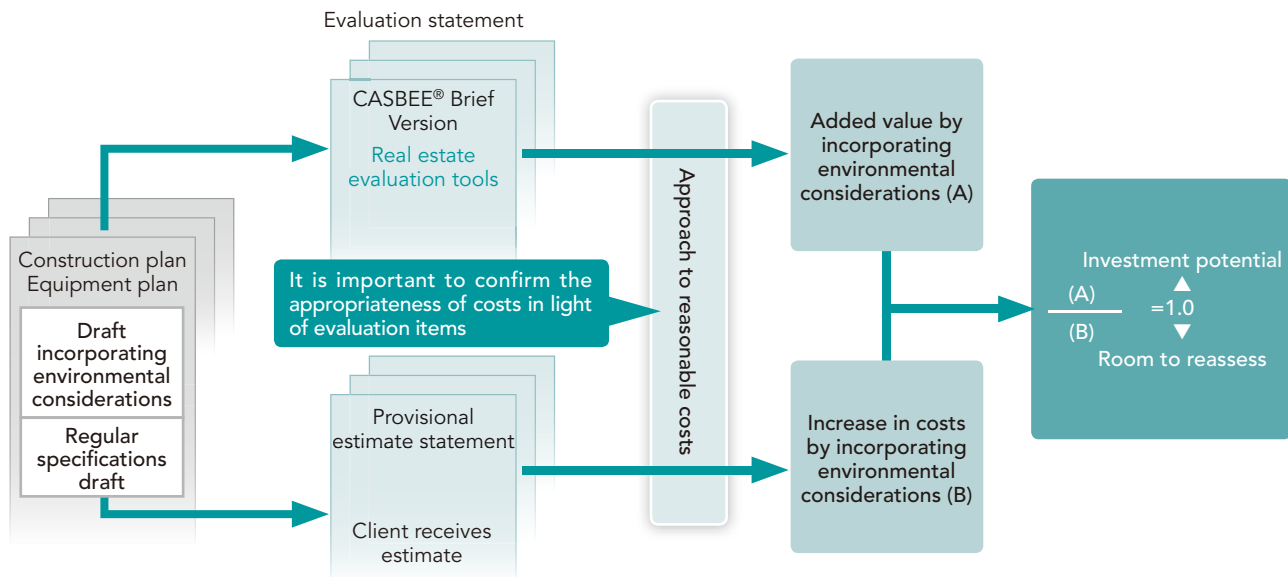 Evaluation statement
CASBEE® Brief
Version
Real estate
evaluation tools
Construction plan
Equipment plan
Draft
incorporating
environmental
considerations
Regular
specifications
draft
It is important to confirm the
appropriateness of costs in light
of evaluation items
Provisional
estimate statement
Client receives
estimate
Approach to reasonable costs
Added value by
incorporating
environmental
considerations (A)
Increase in costs
by incorporating
environmental
considerations (B)
Investment potential
(A)
=1.0
(B)
Room to reassess